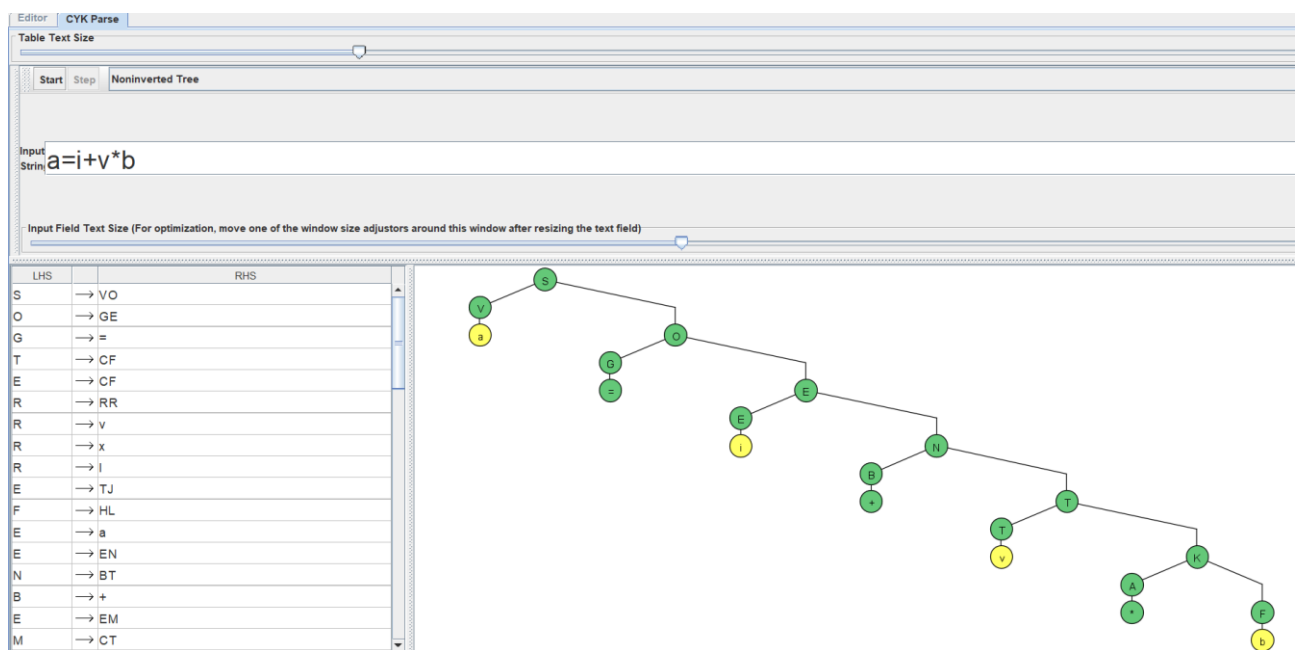 Editor CYK Parse
Table Text Size
Start Step Noninverted Tree
Input
String
a=i+v*b
Input Field Text Size (For optimization, move one of the window size adjustors around this window after resizing the text field)
LHS RHS
S → VO
O → GE
G → =
T → CF
E → CF
R → RR
R → v
R → x
R → I
E → TJ
F → HL
E → a
E → EN
N → BT
B → +
E → EM
M → CT
S
V
a
O
G
=
E
E
i
N
B
+
T
T
v
K
A
*
F
b